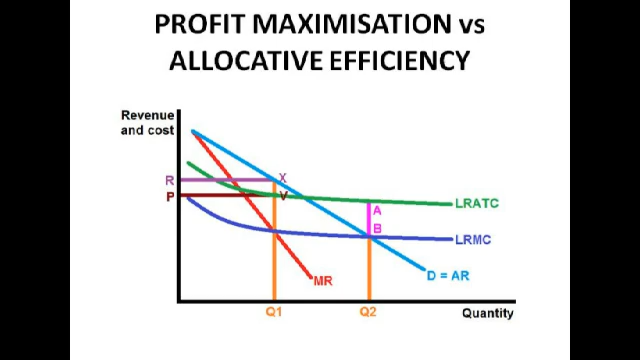 PROFIT MAXIMISATION vs
ALLOCATIVE EFFICIENCY
Revenue
and cost
R
X
P
V
A
LRATC
B
LRMC
MR
D = AR
Q1
Q2
Quantity